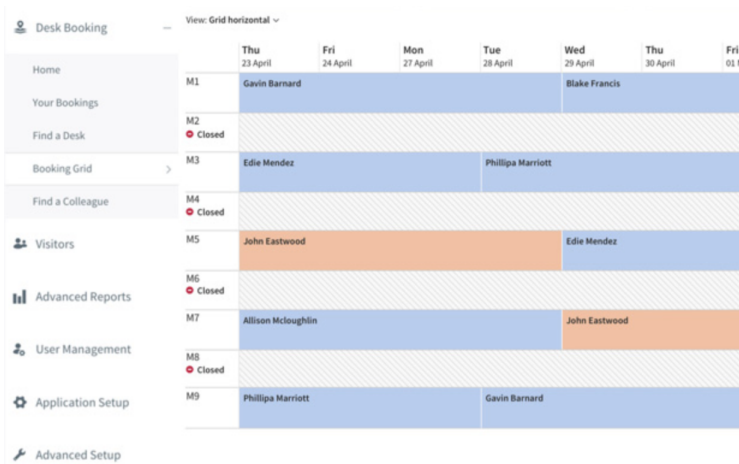 Desk Booking
Home
Your Bookings
Find a Desk
Booking Grid
Find a Colleague
Visitors
Advanced Reports
User Management
Application Setup
Advanced Setup
View: Grid horizontal
Thu Fri Mon Tue Wed Thu Fri
23 April 24 April 27 April 28 April 29 April 30 April 01
M1 Gavin Barnard Blake Francis
M2
Closed
M3 Edie Mendez Phillipa Marriott
M4
Closed
M5 John Eastwood Edie Mendez
M6
Closed
M7 Allison Mcloughlin John Eastwood
M8
Closed
M9 Phillipa Marriott Gavin Barnard